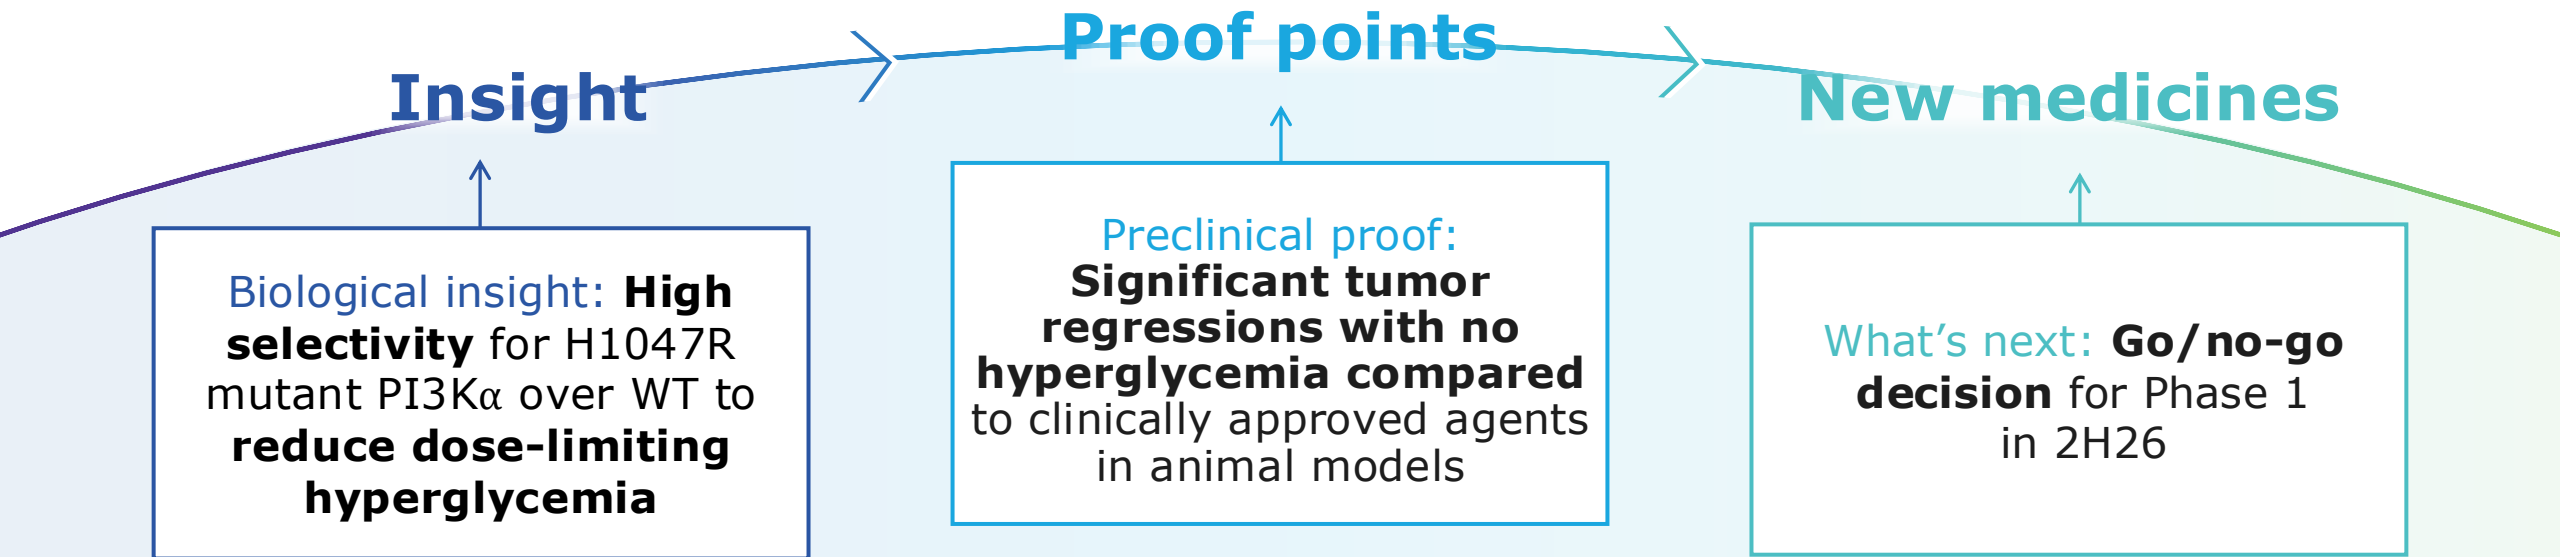 Insight
Proof points
New medicines
Biological insight: High
selectivity for H1047R
mutant PI3Kα over WT to
reduce dose-limiting
hyperglycemia
Preclinical proof:
Significant tumor
regressions with no
hyperglycemia compared
to clinically approved agents
in animal models
What’s next: Go/no-go
decision for Phase 1
in 2H26